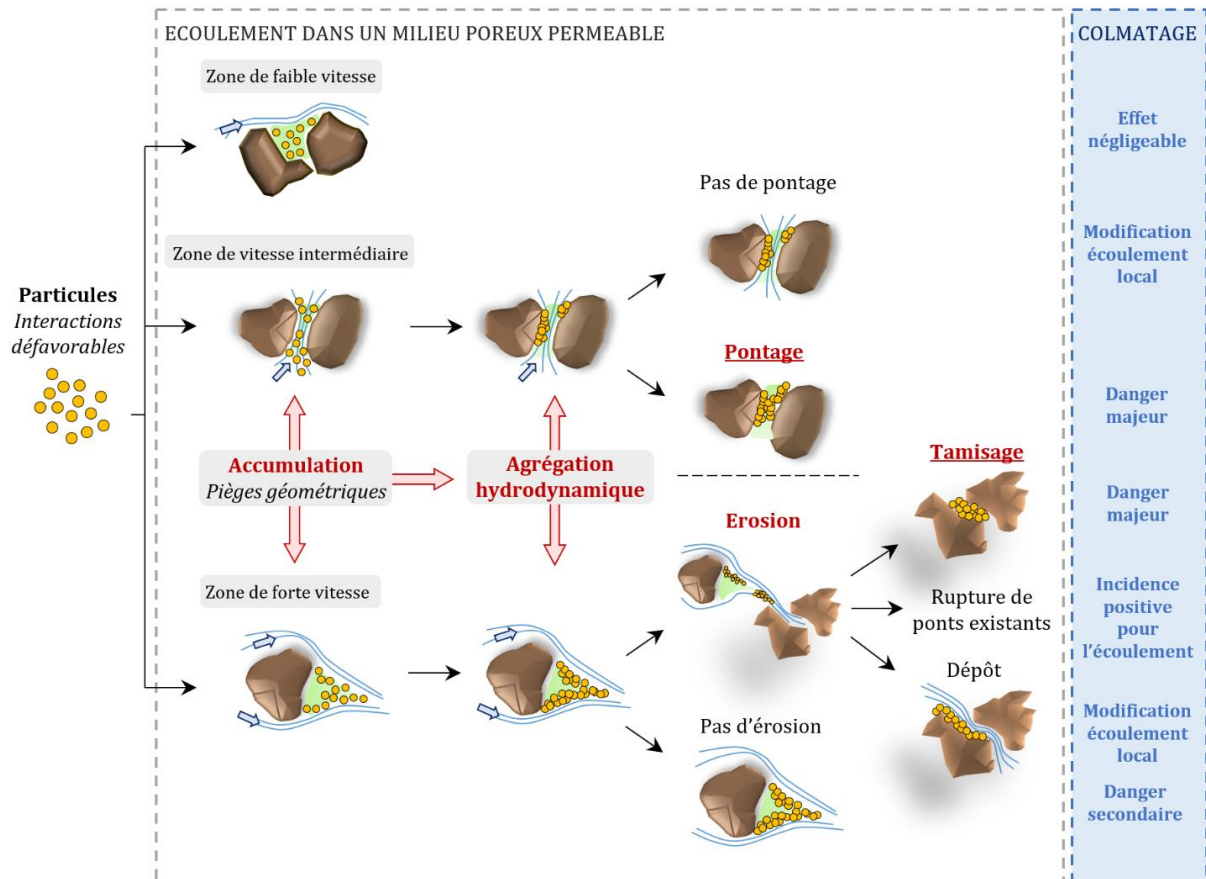 ECOULEMENT DANS UN MILIEU POREUX PERMEABLE
COLMATAGE
Zone de faible vitesse
Effet
négligeable
Pas de pontage
Zone de vitesse intermédiaire
Modification
écoulement
local
Particules
Interactions
défavorables
Pontage
Danger
majeur
Accumulation
Pièges géométriques
Agrégation
hydrodynamique
Tamisage
Danger
majeur
Erosion
Zone de forte vitesse
Rupture de
ponts existants
Incidence
positive
pour
l'écoulement
Dépôt
Modification
écoulement
local
Pas d'érosion
Danger
secondaire